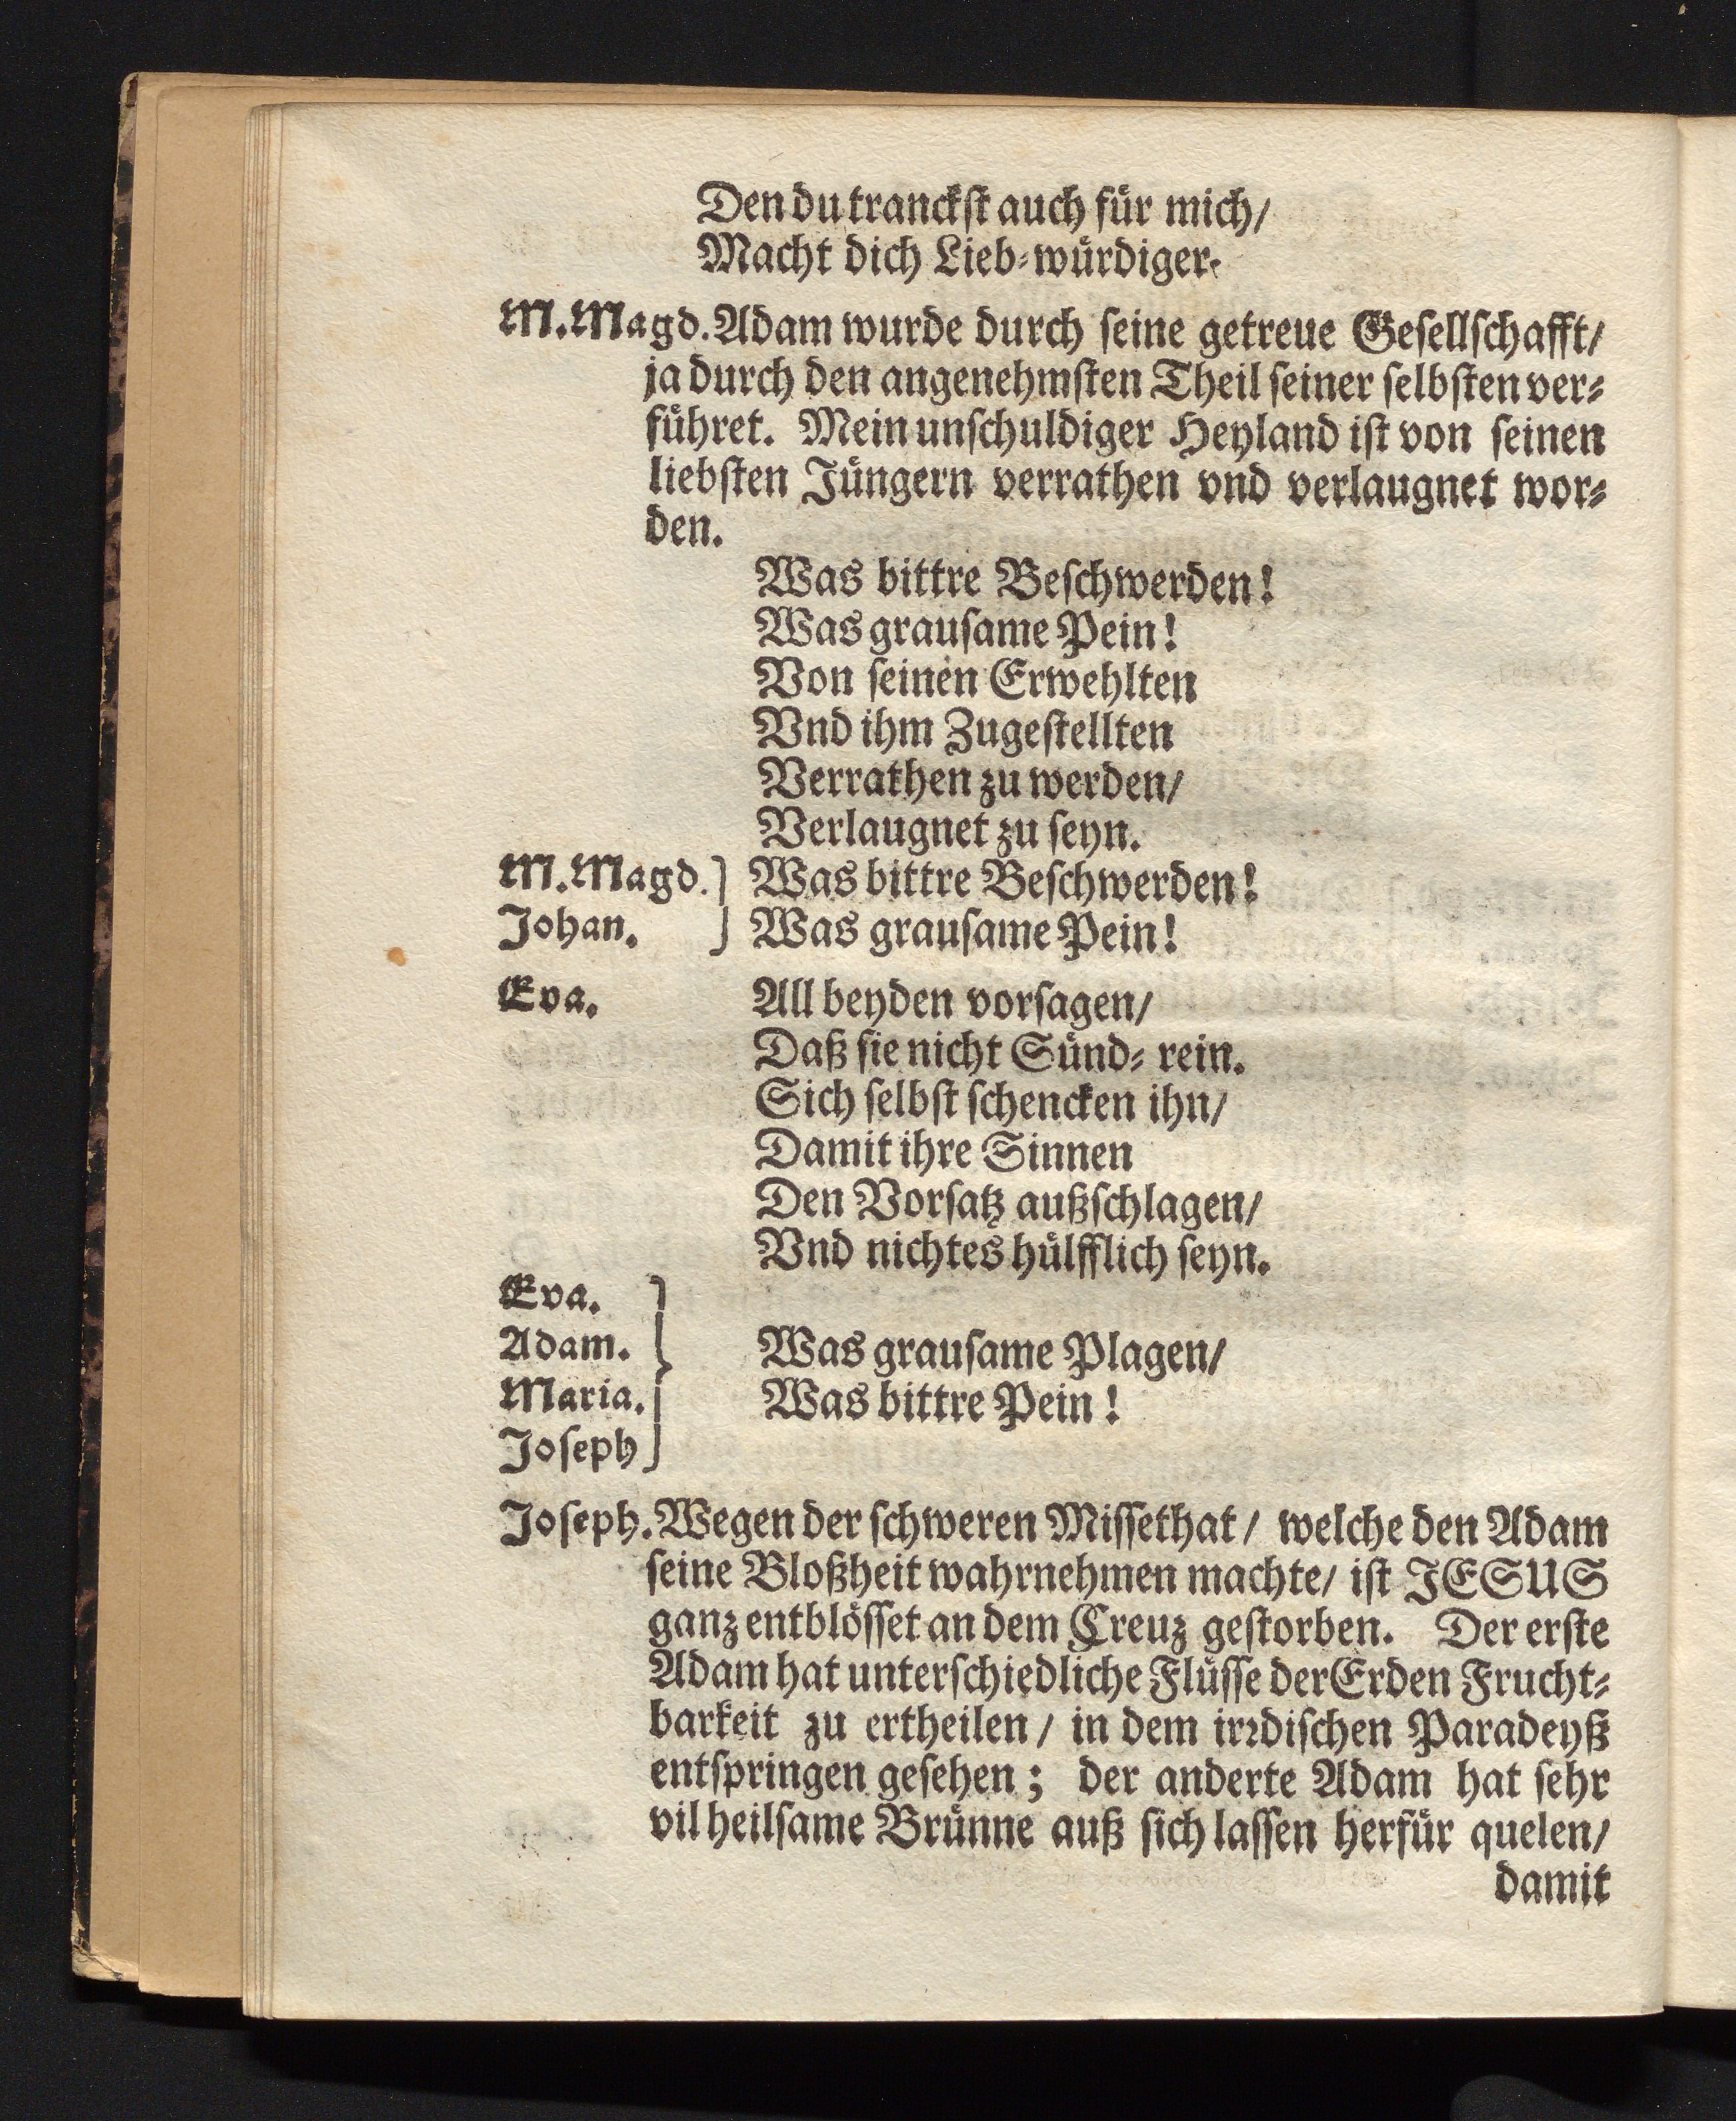 Den du tranckſt auch für mich/
Macht dich Lieb-würdiger.
M. Magd. Adam wurde durch ſeine getreue Geſellſchafft/
ja durch den angenehmſten Theil ſeiner ſelbſten ver-
führet. Mein unſchuldiger Heyland iſt von ſeinen
liebſten Jüngern verrathen vnd verlaugnet wor-
den.
Was bittre Beſchwerden!
Was grauſame Pein!
Von ſeinen Erwehlten
Vnd ihm Zugeſtellten
Verrathen zu werden/
Verlaugnet zu ſeyn.
M. Magd. } Was bittre Beſchwerden!
Johan. } Was grauſame Pein!
Eva. All beyden vorſagen/
Daß ſie nicht Sünd- rein.
Sich ſelbſt ſchencken ihn/
Damit ihre Sinnen
Den Vorſatz außſchlagen/
Vnd nichtes hülfflich ſeyn.
Eva.
Adam. } Was grauſame Plagen/
Maria. } Was bittre Pein!
Joſeph
Joſeph. Wegen der ſchweren Miſſethat/ welche den Adam
ſeine Bloßheit wahrnehmen machte/ iſt JESUS
ganz entblöſſet an dem Creuz geſtorben. Der erſte
Adam hat unterſchiedliche Flüſſe der Erden Frucht-
barkeit zu ertheilen/ in dem irꝛdiſchen Paradeyß
entſpringen geſehen; der anderte Adam hat ſehr
vil heilſame Brünne auß ſich laſſen herfür quelen/
damit